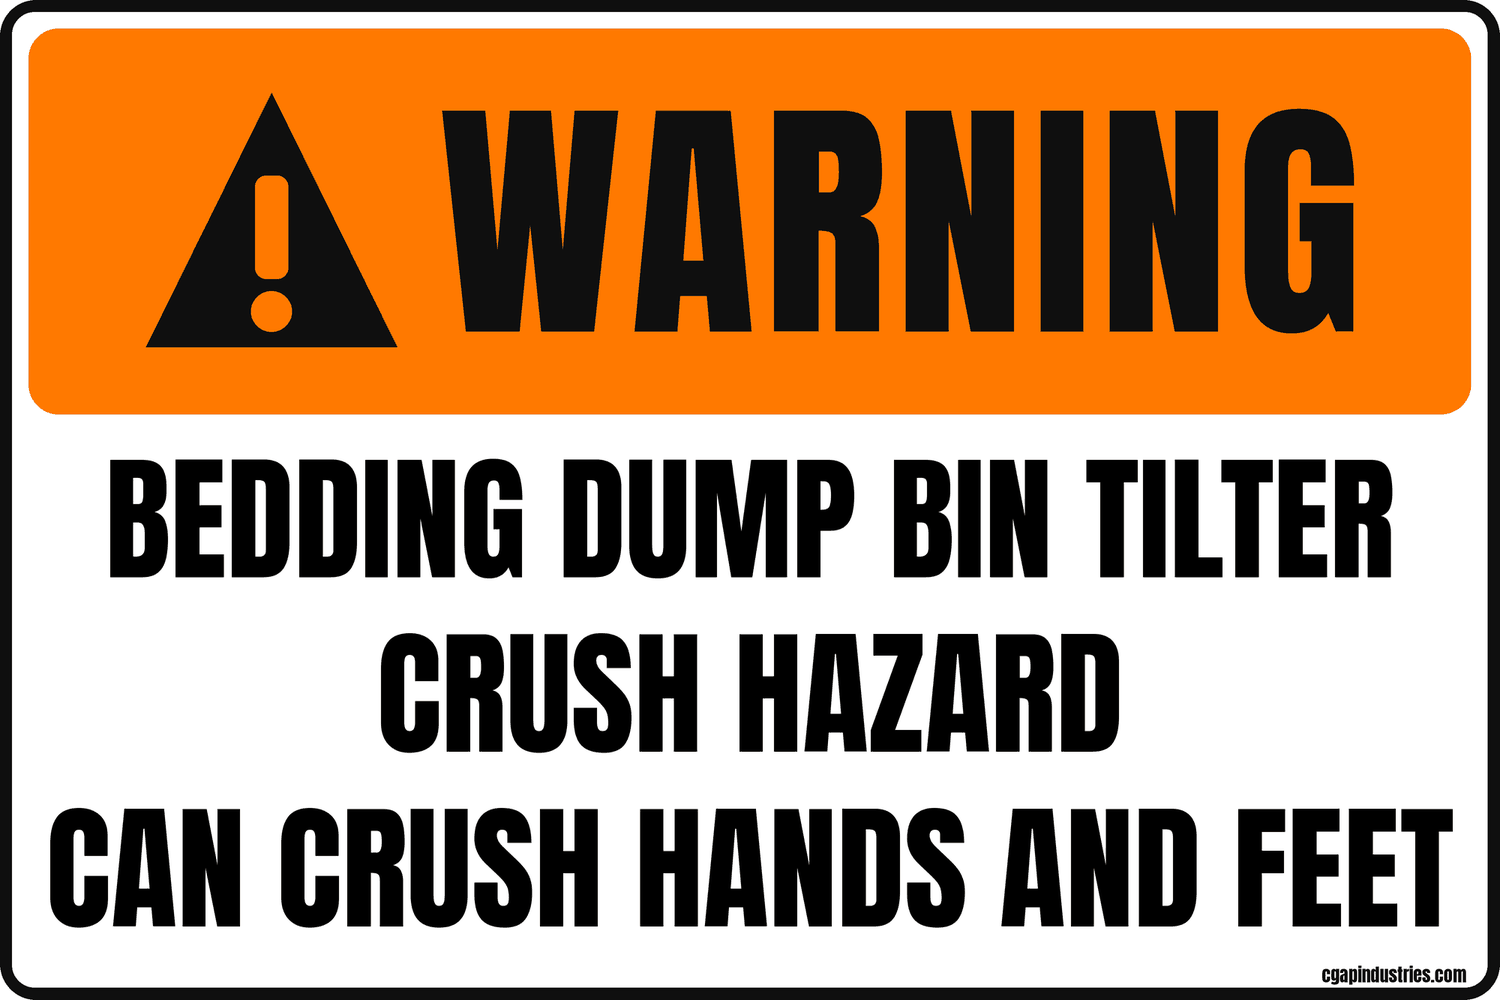 WARNING
BEDDING DUMP BIN TILTER
CRUSH HAZARD
CAN CRUSH HANDS AND FEET
cgapindustries.com